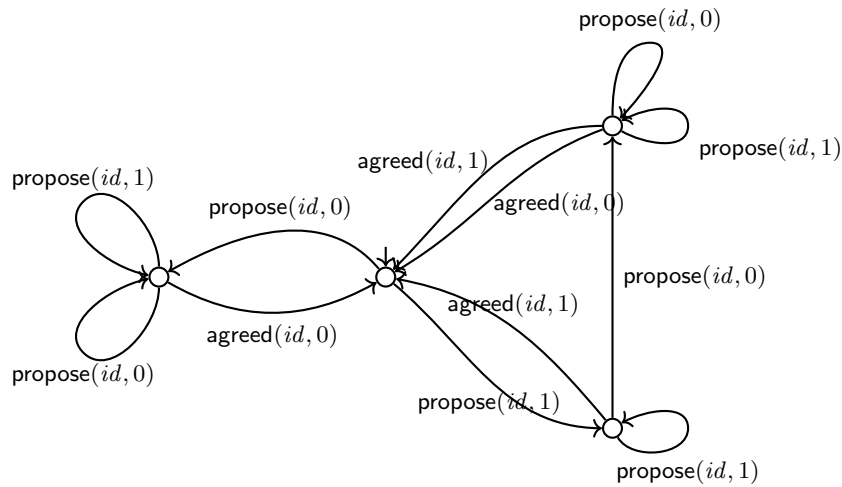 propose(id, 0)
propose(id, 1)
agreed(id, 1)
propose(id, 1)
propose(id, 0)
agreed(id, 0)
propose(id, 0)
agreed(id, 1)
agreed(id, 0)
propose(id, 0)
propose(id, 1)
propose(id, 1)